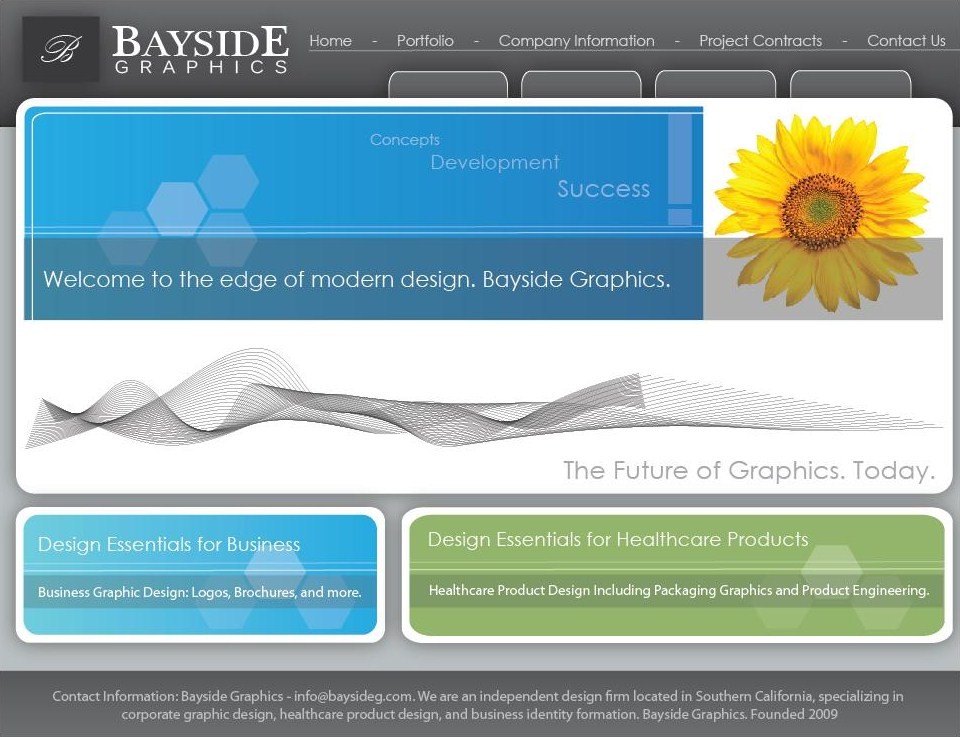 B
BAYSIDE
GRAPHICS
Home - Portfolio - Company Information - Project Contracts - Contact Us
Concepts
Development
Success
Welcome to the edge of modern design. Bayside Graphics.
The Future of Graphics. Today.
Design Essentials for Business
Business Graphic Design: Logos, Brochures, and more.
Design Essentials for Healthcare Products
Healthcare Product Design Including Packaging Graphics and Product Engineering.
Contact Information: Bayside Graphics - info@baysideg.com. We are an independent design firm located in Southern California, specializing in
corporate graphic design, healthcare product design, and business identity formation. Bayside Graphics. Founded 2009